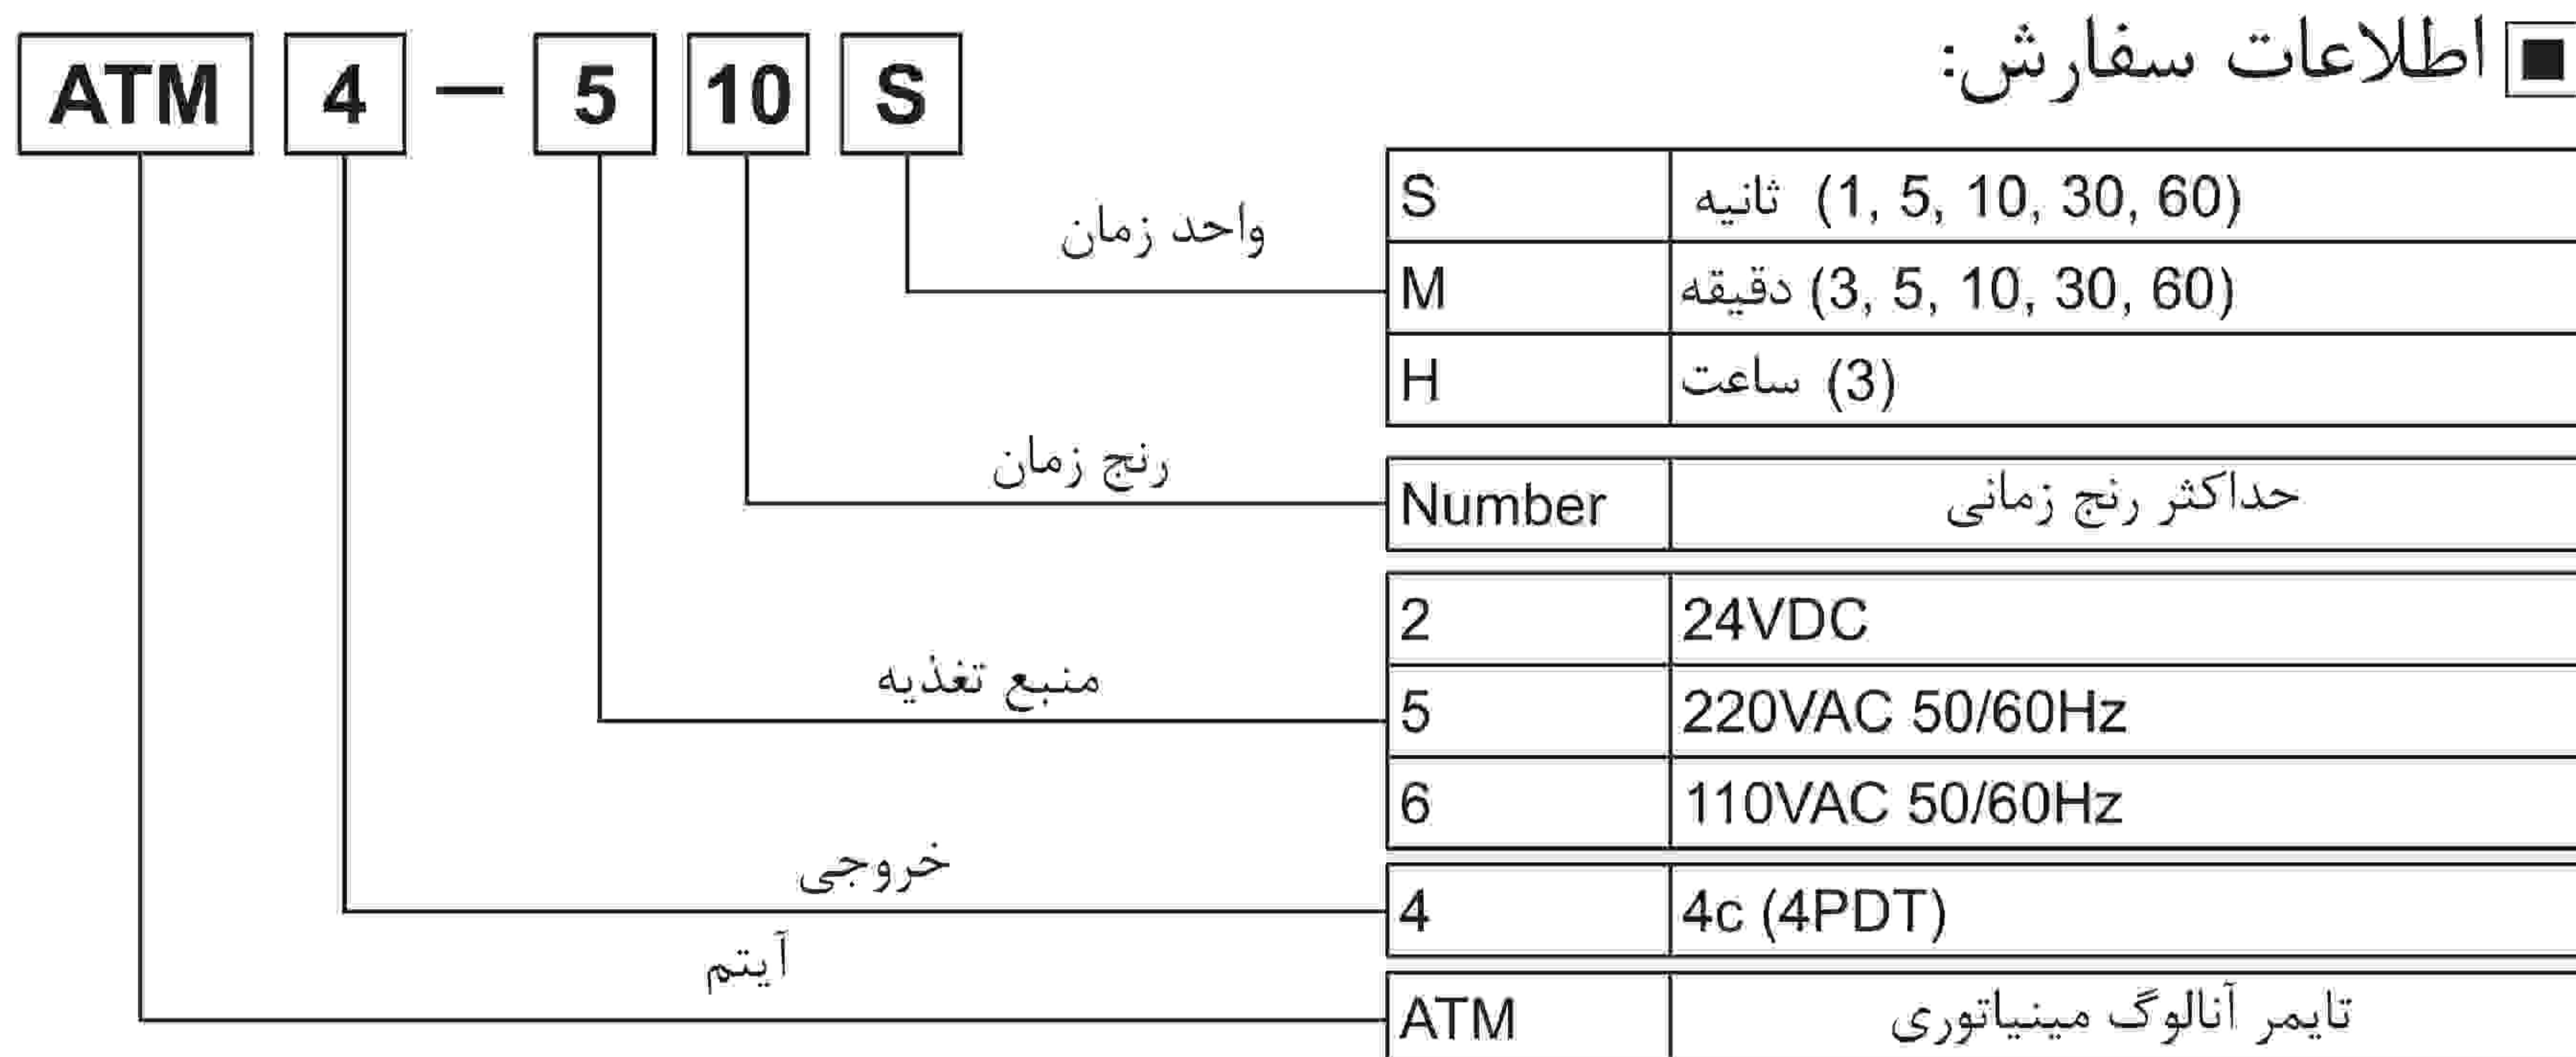 اطلاعات سفارش:
ATM 4 – 5 10 S
واحد زمان
S ثانیه (1, 5, 10, 30, 60)
M دقیقه (3, 5, 10, 30, 60)
H ساعت (3)
رنج زمان
Number حداکثر رنج زمانی
منبع تغذیه
2 24VDC
5 220VAC 50/60Hz
6 110VAC 50/60Hz
خروجی
4 4c (4PDT)
آیتم
ATM تایمر آنالوگ مینیاتوری